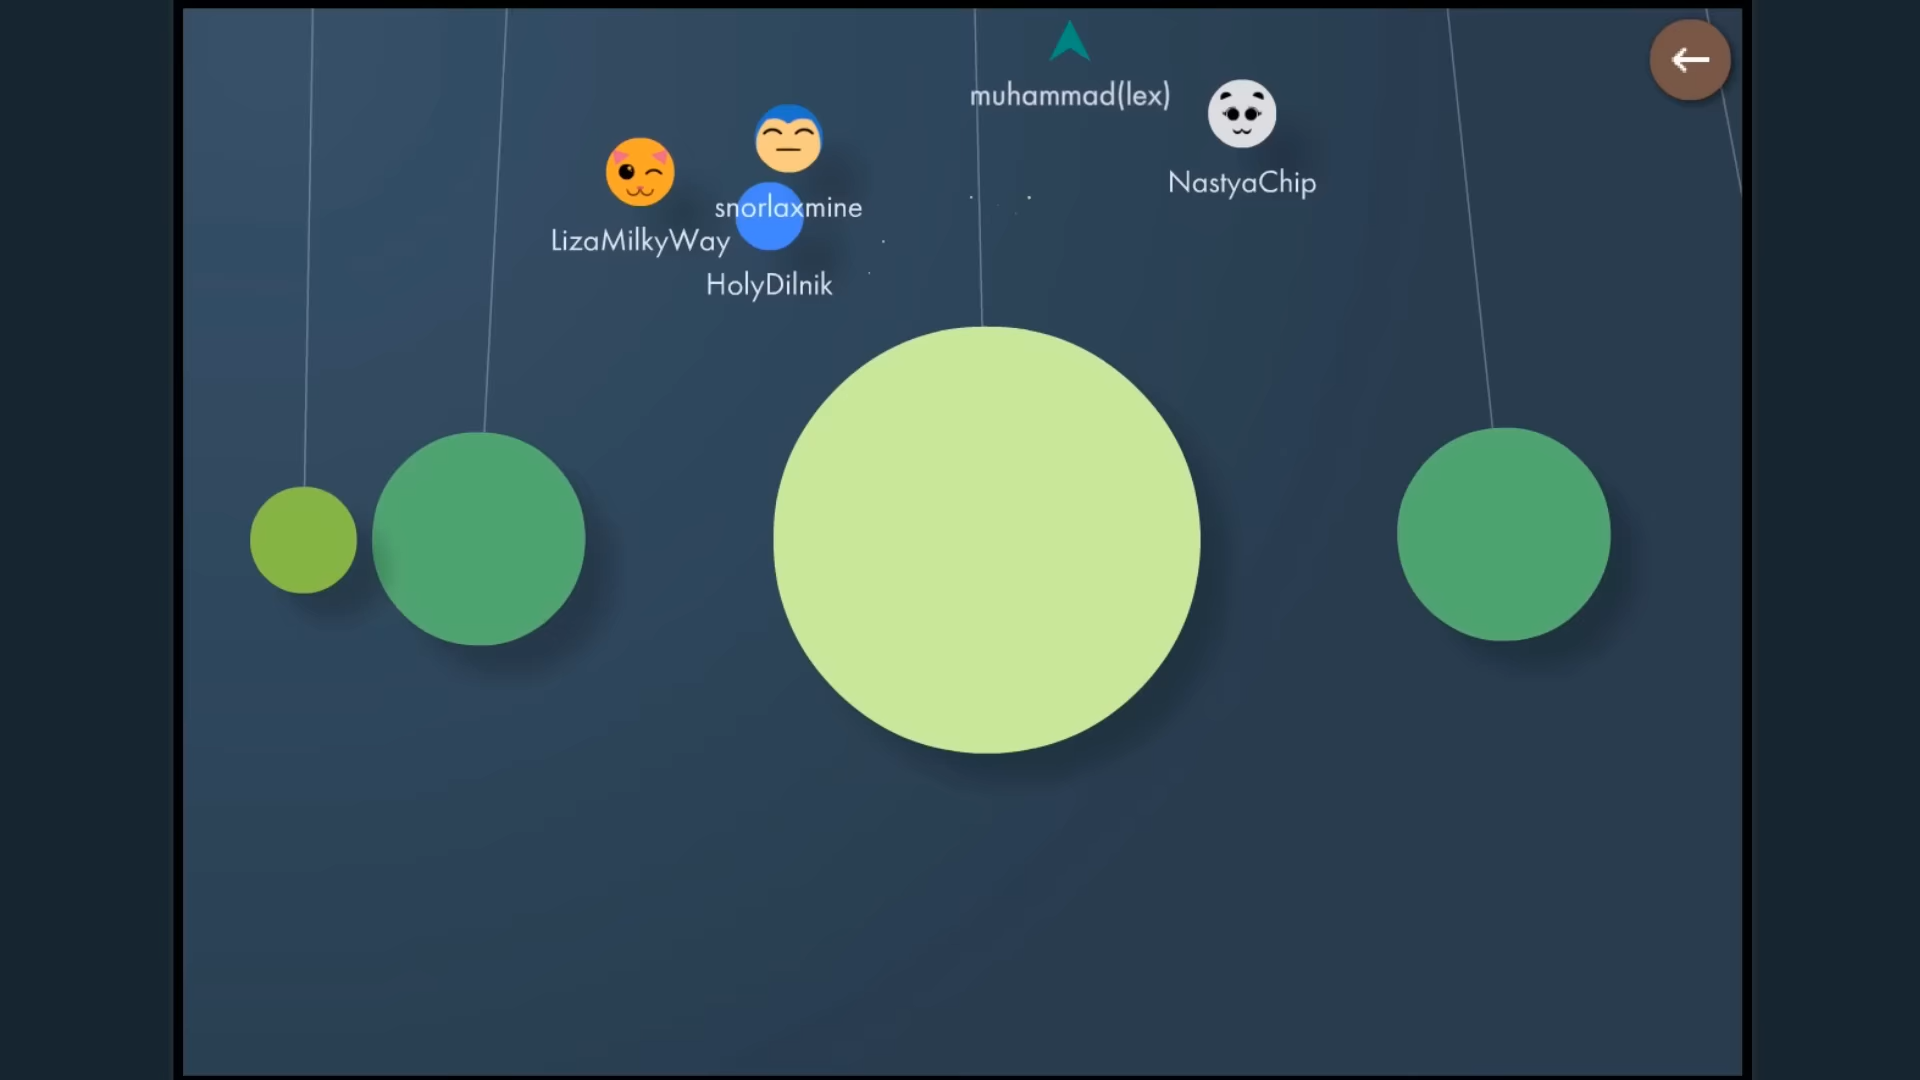 muhammad(lex)
NastyaChip
snorlaxmine
LizaMilkyWay
HolyDilnik